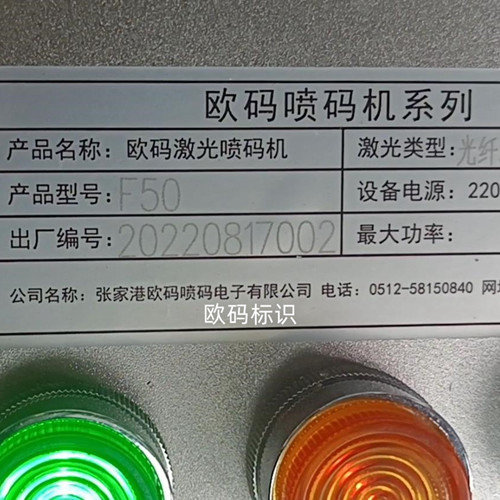 欧码喷码机系列
产品名称: 欧码激光喷码机 激光类型: 光纤
产品型号: F50 设备电源: 220
出厂编号: 20220817002 最大功率:
公司名称: 张家港欧码喷码电子有限公司 电话: 0512-58150840 网址
欧码标识